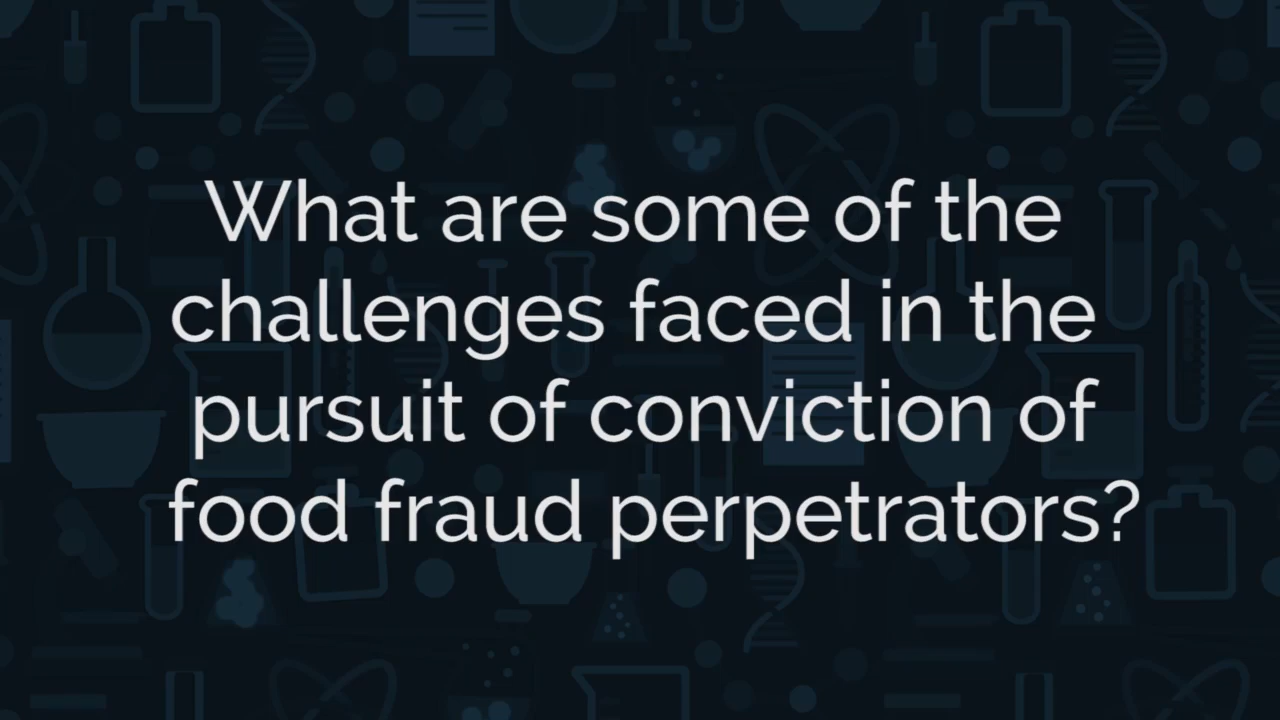 What are some of the
challenges faced in the
pursuit of conviction of
food fraud perpetrators?